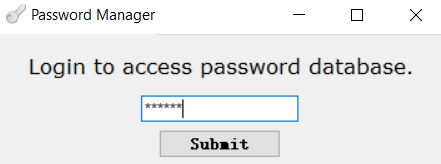 Password Manager
Login to access password database.
******
Submit